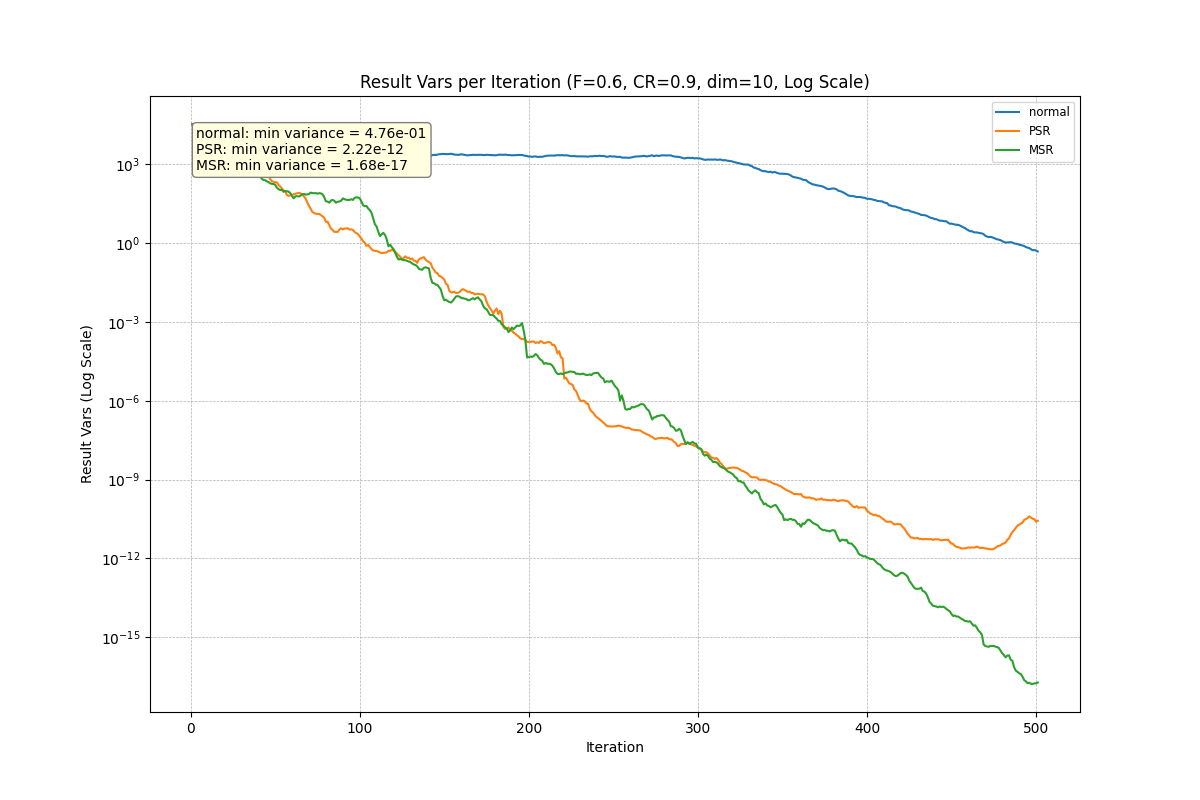 Result Vars per Iteration (F=0.6, CR=0.9, dim=10, Log Scale)
normal: min variance = 4.76e-01
PSR: min variance = 2.22e-12
MSR: min variance = 1.68e-17
normal
PSR
MSR
Result Vars (Log Scale)
10³
10⁰
10⁻³
10⁻⁶
10⁻⁹
10⁻¹²
10⁻¹⁵
0
100
200
300
400
500
Iteration